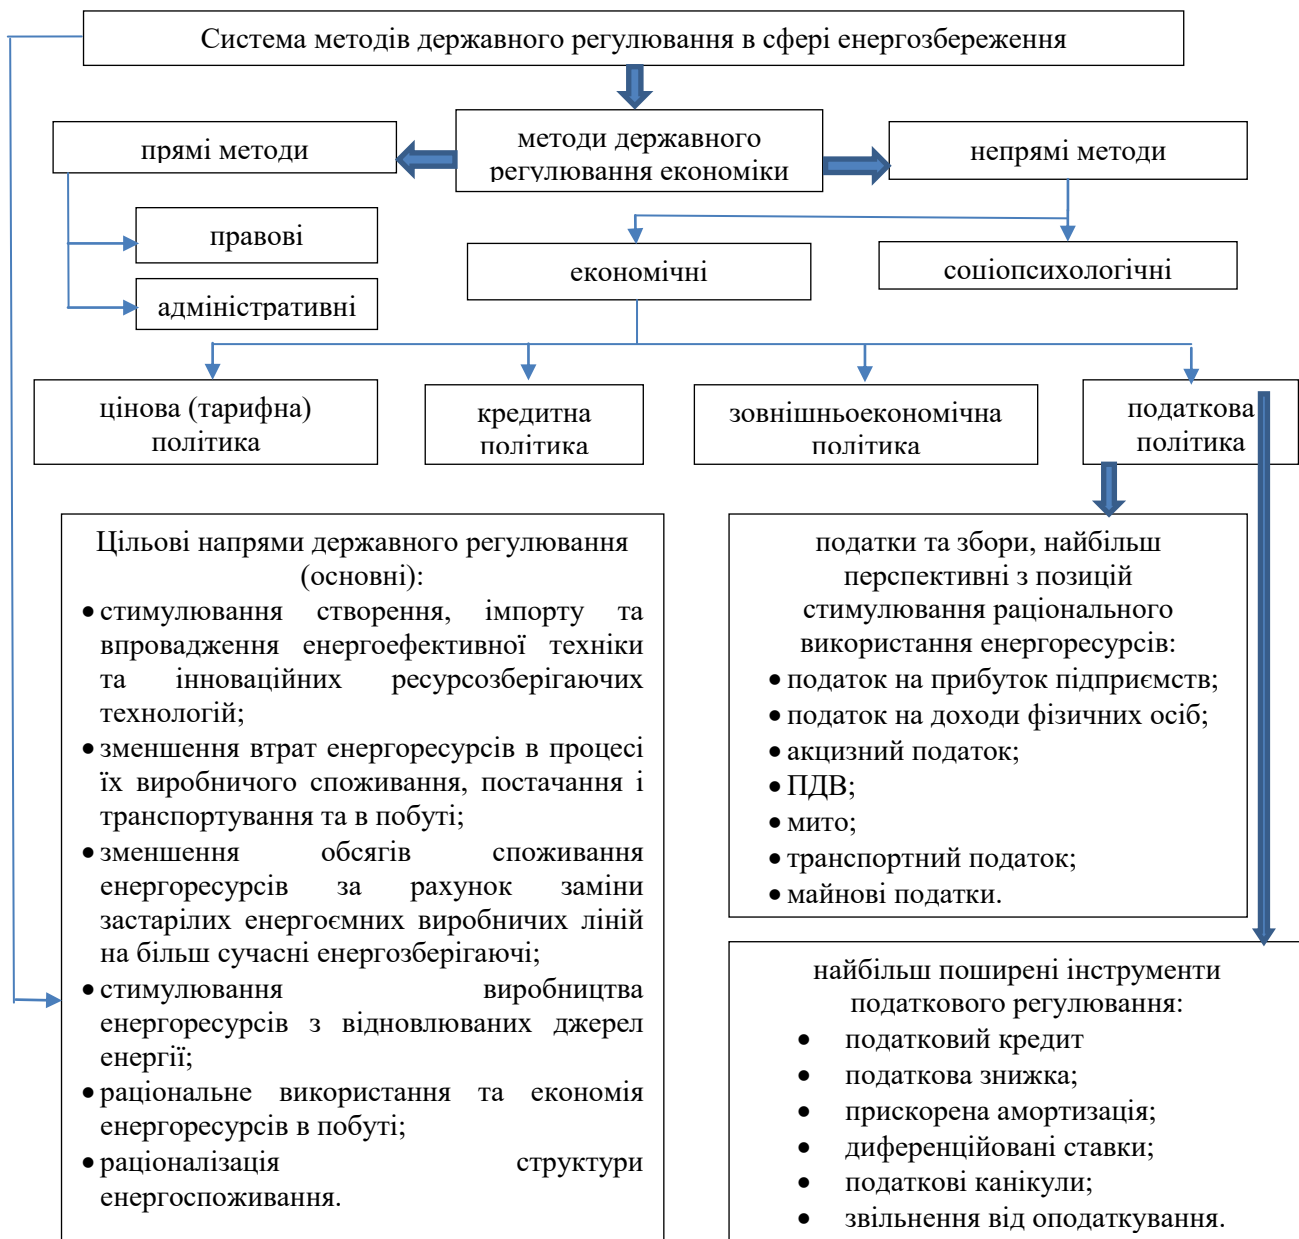 Система методів державного регулювання в сфері енергозбереження
прямі методи
методи державного
регулювання економіки
непрямі методи
правові
адміністративні
економічні
соціопсихологічні
цінова (тарифна)
політика
кредитна
політика
зовнішньоекономічна
політика
податкова
політика
Цільові напрями державного регулювання
(основні):
• стимулювання створення, імпорту та
впровадження енергоефективної техніки
та інноваційних ресурсозберігаючих
технологій;
• зменшення втрат енергоресурсів в процесі
їх виробничого споживання, постачання і
транспортування та в побуті;
• зменшення обсягів споживання
енергоресурсів за рахунок заміни
застарілих енергоємних виробничих ліній
на більш сучасні енергозберігаючі;
• стимулювання виробництва
енергоресурсів з відновлюваних джерел
енергії;
• раціональне використання та економія
енергоресурсів в побуті;
• раціоналізація структури
енергоспоживання.
податки та збори, найбільш
перспективні з позицій
стимулювання раціонального
використання енергоресурсів:
• податок на прибуток підприємств;
• податок на доходи фізичних осіб;
• акцизний податок;
• ПДВ;
• мито;
• транспортний податок;
• майнові податки.
найбільш поширені інструменти
податкового регулювання:
• податковий кредит
• податкова знижка;
• прискорена амортизація;
• диференційовані ставки;
• податкові канікули;
• звільнення від оподаткування.